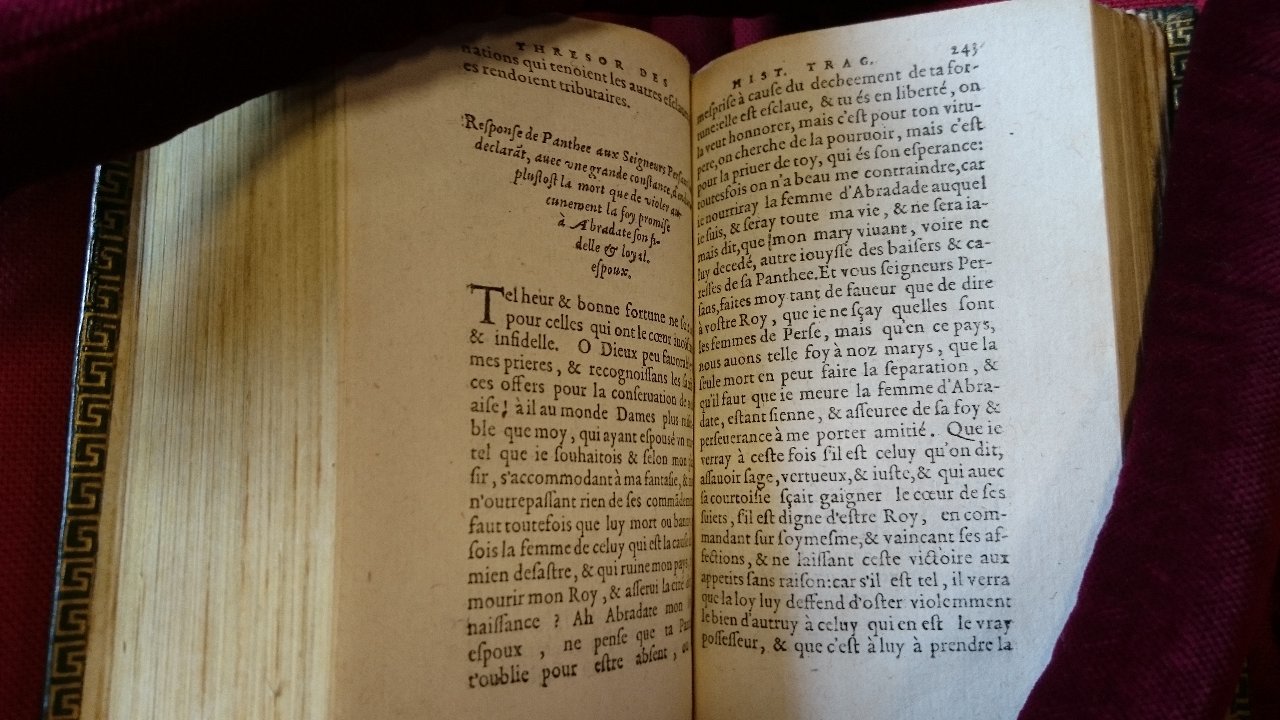 THRESOR DES
nations qui tenoient les autres esclaues
es rendoient tributaires.
Response de Panthee aux Seigneurs
declarāt, auec vne grande constance,
plustost la mort que de violer au-
cunement la foy promise
à Abradate son fi-
delle & loyal.
espoux.
Tel heur & bonne fortune ne
pour celles qui ont le cœur
& infidelle. O Dieux peu
mes prieres, & recognoissans les
ces offers pour la conseruation de
aise! à il au monde Dames plus
ble que moy, qui ayant espousé vn
tel que ie souhaitois & selon mon
sir, s'accommodant à ma fantasie, &
n'outrepassant rien de ses
faut toutefois que luy mort ou
sois la femme de celuy qui est la
mien desastre, & qui ruine mon
mourir mon Roy, & asserui la
naissance ? Ah Abradate mon
espoux , ne pense que ta
t'oublie pour estre absent,
HIST. TRAG. 243
mesprise à cause du decheement de ta for-
tune: elle est esclaue, & tu és en liberté, on
la veut honnorer, mais c'est pour ton vitu-
pere, on cherche de la pouruoir, mais c'est
pour la priuer de toy, qui és son esperance:
toutesfois on n'a beau me contraindre, car
ie nourriray la femme d'Abradade auquel
ie suis, & seray toute ma vie, & ne sera ia-
mais dit, que mon mary viuant, voire ne
luy decedé, autre iouysse des baisers & ca-
resses de sa Panthee. Et vous seigneurs Per-
sans, faites moy tant de faueur que de dire
à vostre Roy, que ie ne sçay quelles sont
les femmes de Perse, mais qu'en ce pays,
nous auons telle foy à noz marys, que la
seule mort en peut faire la separation, &
qu'il faut que ie meure la femme d'Abra-
date, estant sienne, & asseuree de sa foy &
perseuerance à me porter amitié. Que ie
verray à ceste fois s'il est celuy qu'on dit,
assauoir sage, vertueux, & iuste, & qui auec
sa courtoisie sçait gaigner le cœur de ses
suiets, s'il est digne d'estre Roy, en com-
mandant sur soymesme, & vaincant ses af-
fections, & ne laissant ceste victoire aux
appetits sans raison: car s'il est tel, il verra
que la loy luy deffend d'oster violemment
le bien d'autruy à celuy qui en est le vray
possesseur, & que c'est à luy à prendre la